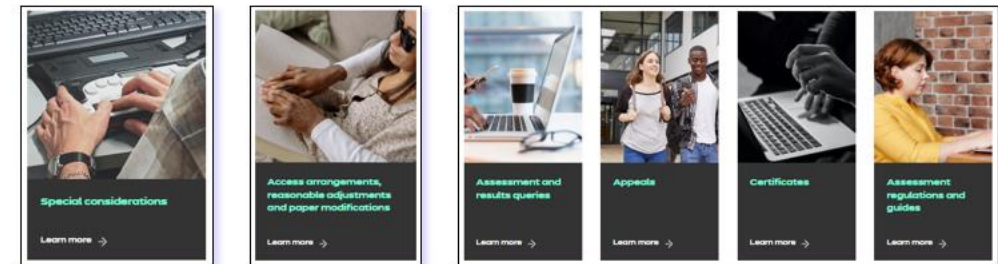 Special considerations
Learn more →
Access arrangements,
reasonable adjustments
and paper modifications
Learn more →
Assessment and
results queries
Learn more →
Appeals
Learn more →
Certificates
Learn more →
Assessment
regulations and
guides
Learn more →